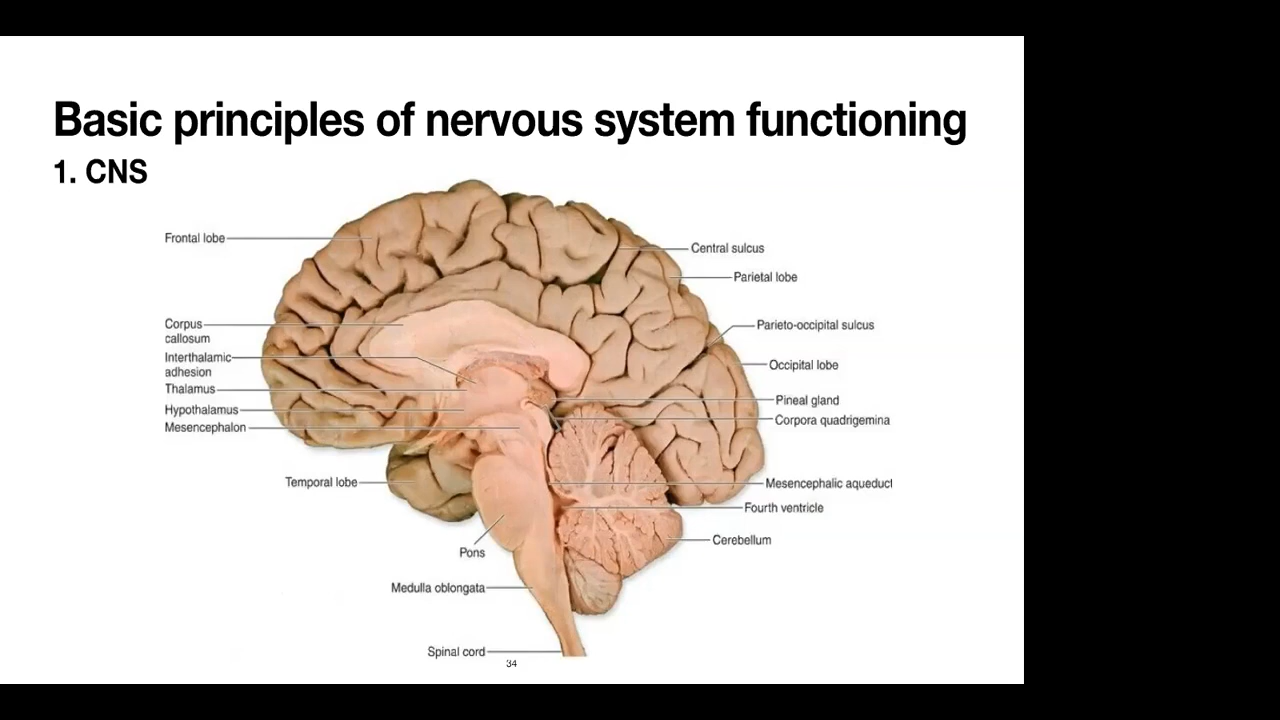 Basic principles of nervous system functioning
1. CNS
Frontal lobe
Corpus
callosum
Interthalamic
adhesion
Thalamus
Hypothalamus
Mesencephalon
Temporal lobe
Pons
Medulla oblongata
Spinal cord
Central sulcus
Parietal lobe
Parieto-occipital sulcus
Occipital lobe
Pineal gland
Corpora quadrigemina
Mesencephalic aqueduct
Fourth ventricle
Cerebellum
34